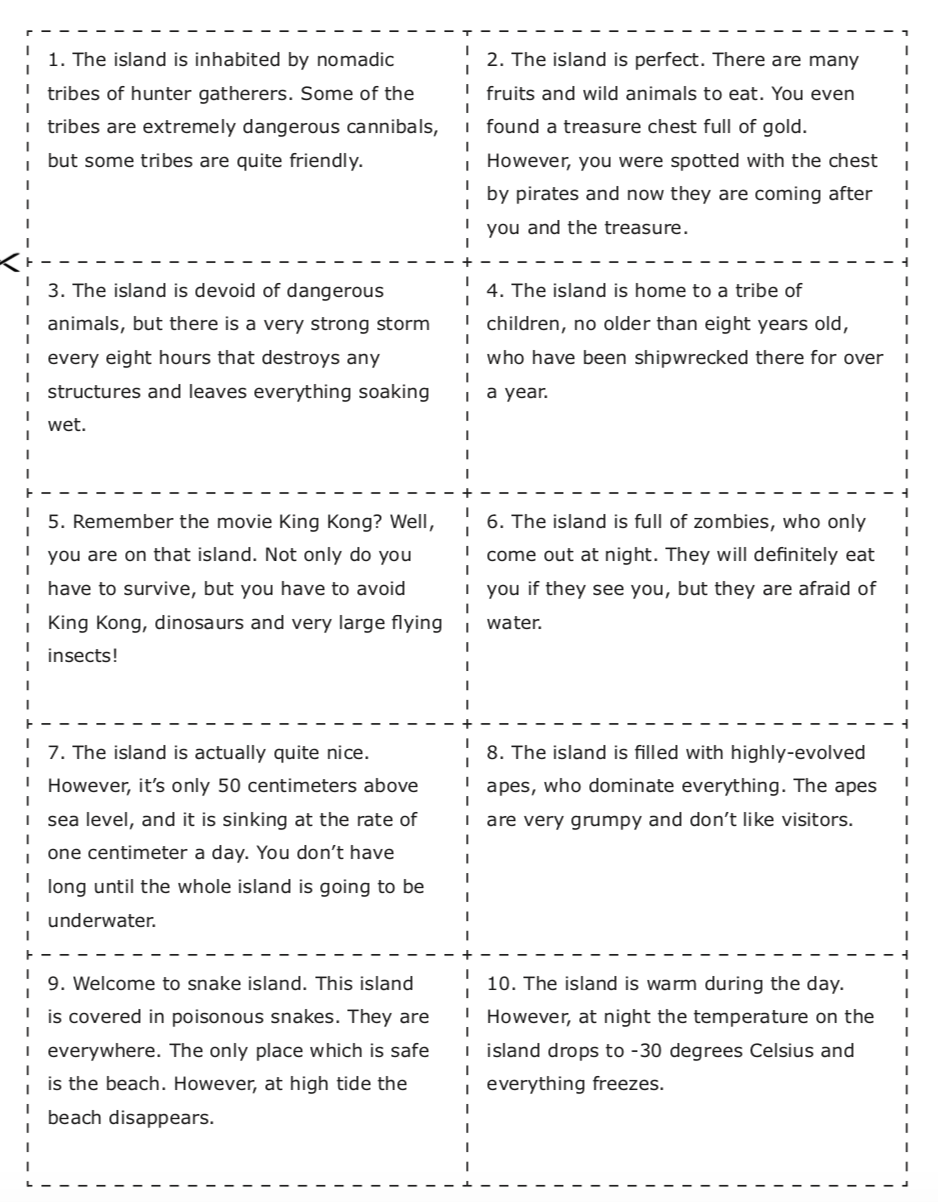 1. The island is inhabited by nomadic
tribes of hunter gatherers. Some of the
tribes are extremely dangerous cannibals,
but some tribes are quite friendly.
2. The island is perfect. There are many
fruits and wild animals to eat. You even
found a treasure chest full of gold.
However, you were spotted with the chest
by pirates and now they are coming after
you and the treasure.
3. The island is devoid of dangerous
animals, but there is a very strong storm
every eight hours that destroys any
structures and leaves everything soaking
wet.
4. The island is home to a tribe of
children, no older than eight years old,
who have been shipwrecked there for over
a year.
5. Remember the movie King Kong? Well,
you are on that island. Not only do you
have to survive, but you have to avoid
King Kong, dinosaurs and very large flying
insects!
6. The island is full of zombies, who only
come out at night. They will definitely eat
you if they see you, but they are afraid of
water.
7. The island is actually quite nice.
However, it’s only 50 centimeters above
sea level, and it is sinking at the rate of
one centimeter a day. You don’t have
long until the whole island is going to be
underwater.
8. The island is filled with highly-evolved
apes, who dominate everything. The apes
are very grumpy and don’t like visitors.
9. Welcome to snake island. This island
is covered in poisonous snakes. They are
everywhere. The only place which is safe
is the beach. However, at high tide the
beach disappears.
10. The island is warm during the day.
However, at night the temperature on the
island drops to -30 degrees Celsius and
everything freezes.